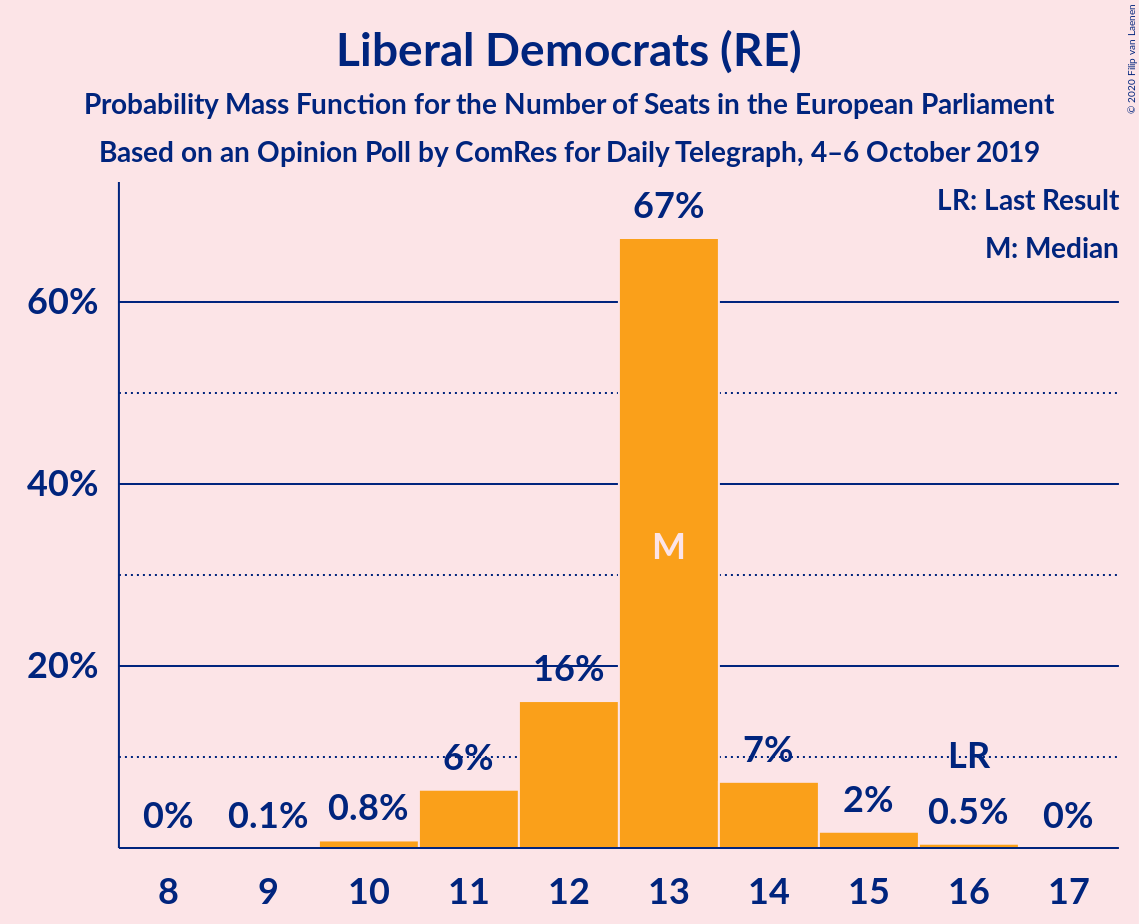 Liberal Democrats (RE)
Probability Mass Function for the Number of Seats in the European Parliament
Based on an Opinion Poll by ComRes for Daily Telegraph, 4–6 October 2019
© 2020 Filip van Laenen
LR: Last Result
M: Median
67%
60%
40%
M
20%
16%
6%
7%
LR
0%
0.1%
0.8%
2%
0.5%
0%
8
9
10
11
12
13
14
15
16
17